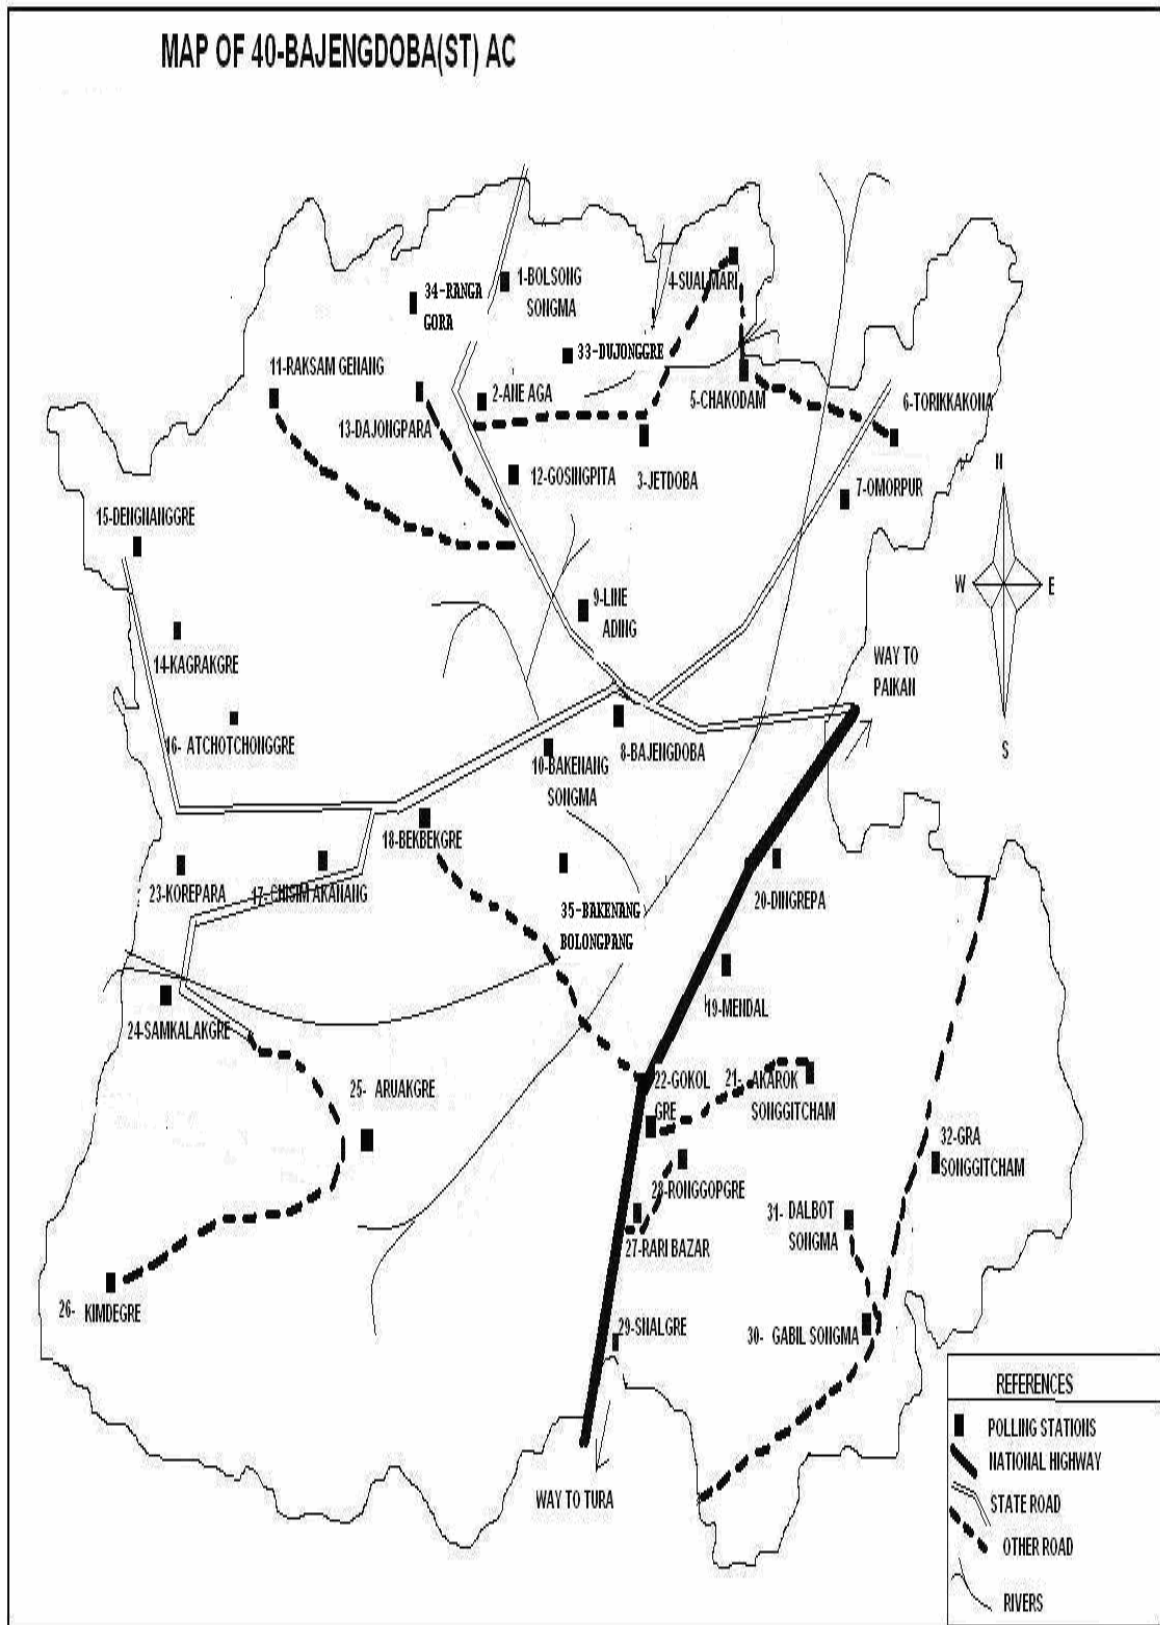 MAP OF 40-BAJENGDOBA(ST) AC
1-BOLSONG
SONGMA
4-SUALMARI
34-RANGA
GORA
33-DUJONGGRE
11-RAKSAM GENANG
2-ANE AGA
5-CHAKODAM
6-TORIKKAKONA
13-DAJONGPARA
12-GOSINGPITA
3-JETDOBA
7-OMORPUR
N
W
E
S
15-DENGNANGGRE
9-LINE
ADING
14-KAGRAKGRE
WAY TO
PAIKAN
16- ATCHOTCHONGGRE
8-BAJENGDOBA
10-BAKENANG
SONGMA
18-BEKBEKGRE
23-KOREPARA
17-CHISIM AKANANG
20-DINGREPA
35-BAKENANG
BOLONGPANG
19-MENDAL
24-SAMKALAKGRE
25- ARUAKGRE
22-GOKOL
GRE
21- AKAROK
SONGGITCHAM
32-GRA
SONGGITCHAM
28-RONGGOPGRE
31- DALBOT
SONGMA
27-RARI BAZAR
26- KIMDEGRE
29-SNALGRE
30- GABIL SONGMA
WAY TO TURA
REFERENCES
POLLING STATIONS
NATIONAL HIGHWAY
STATE ROAD
OTHER ROAD
RIVERS